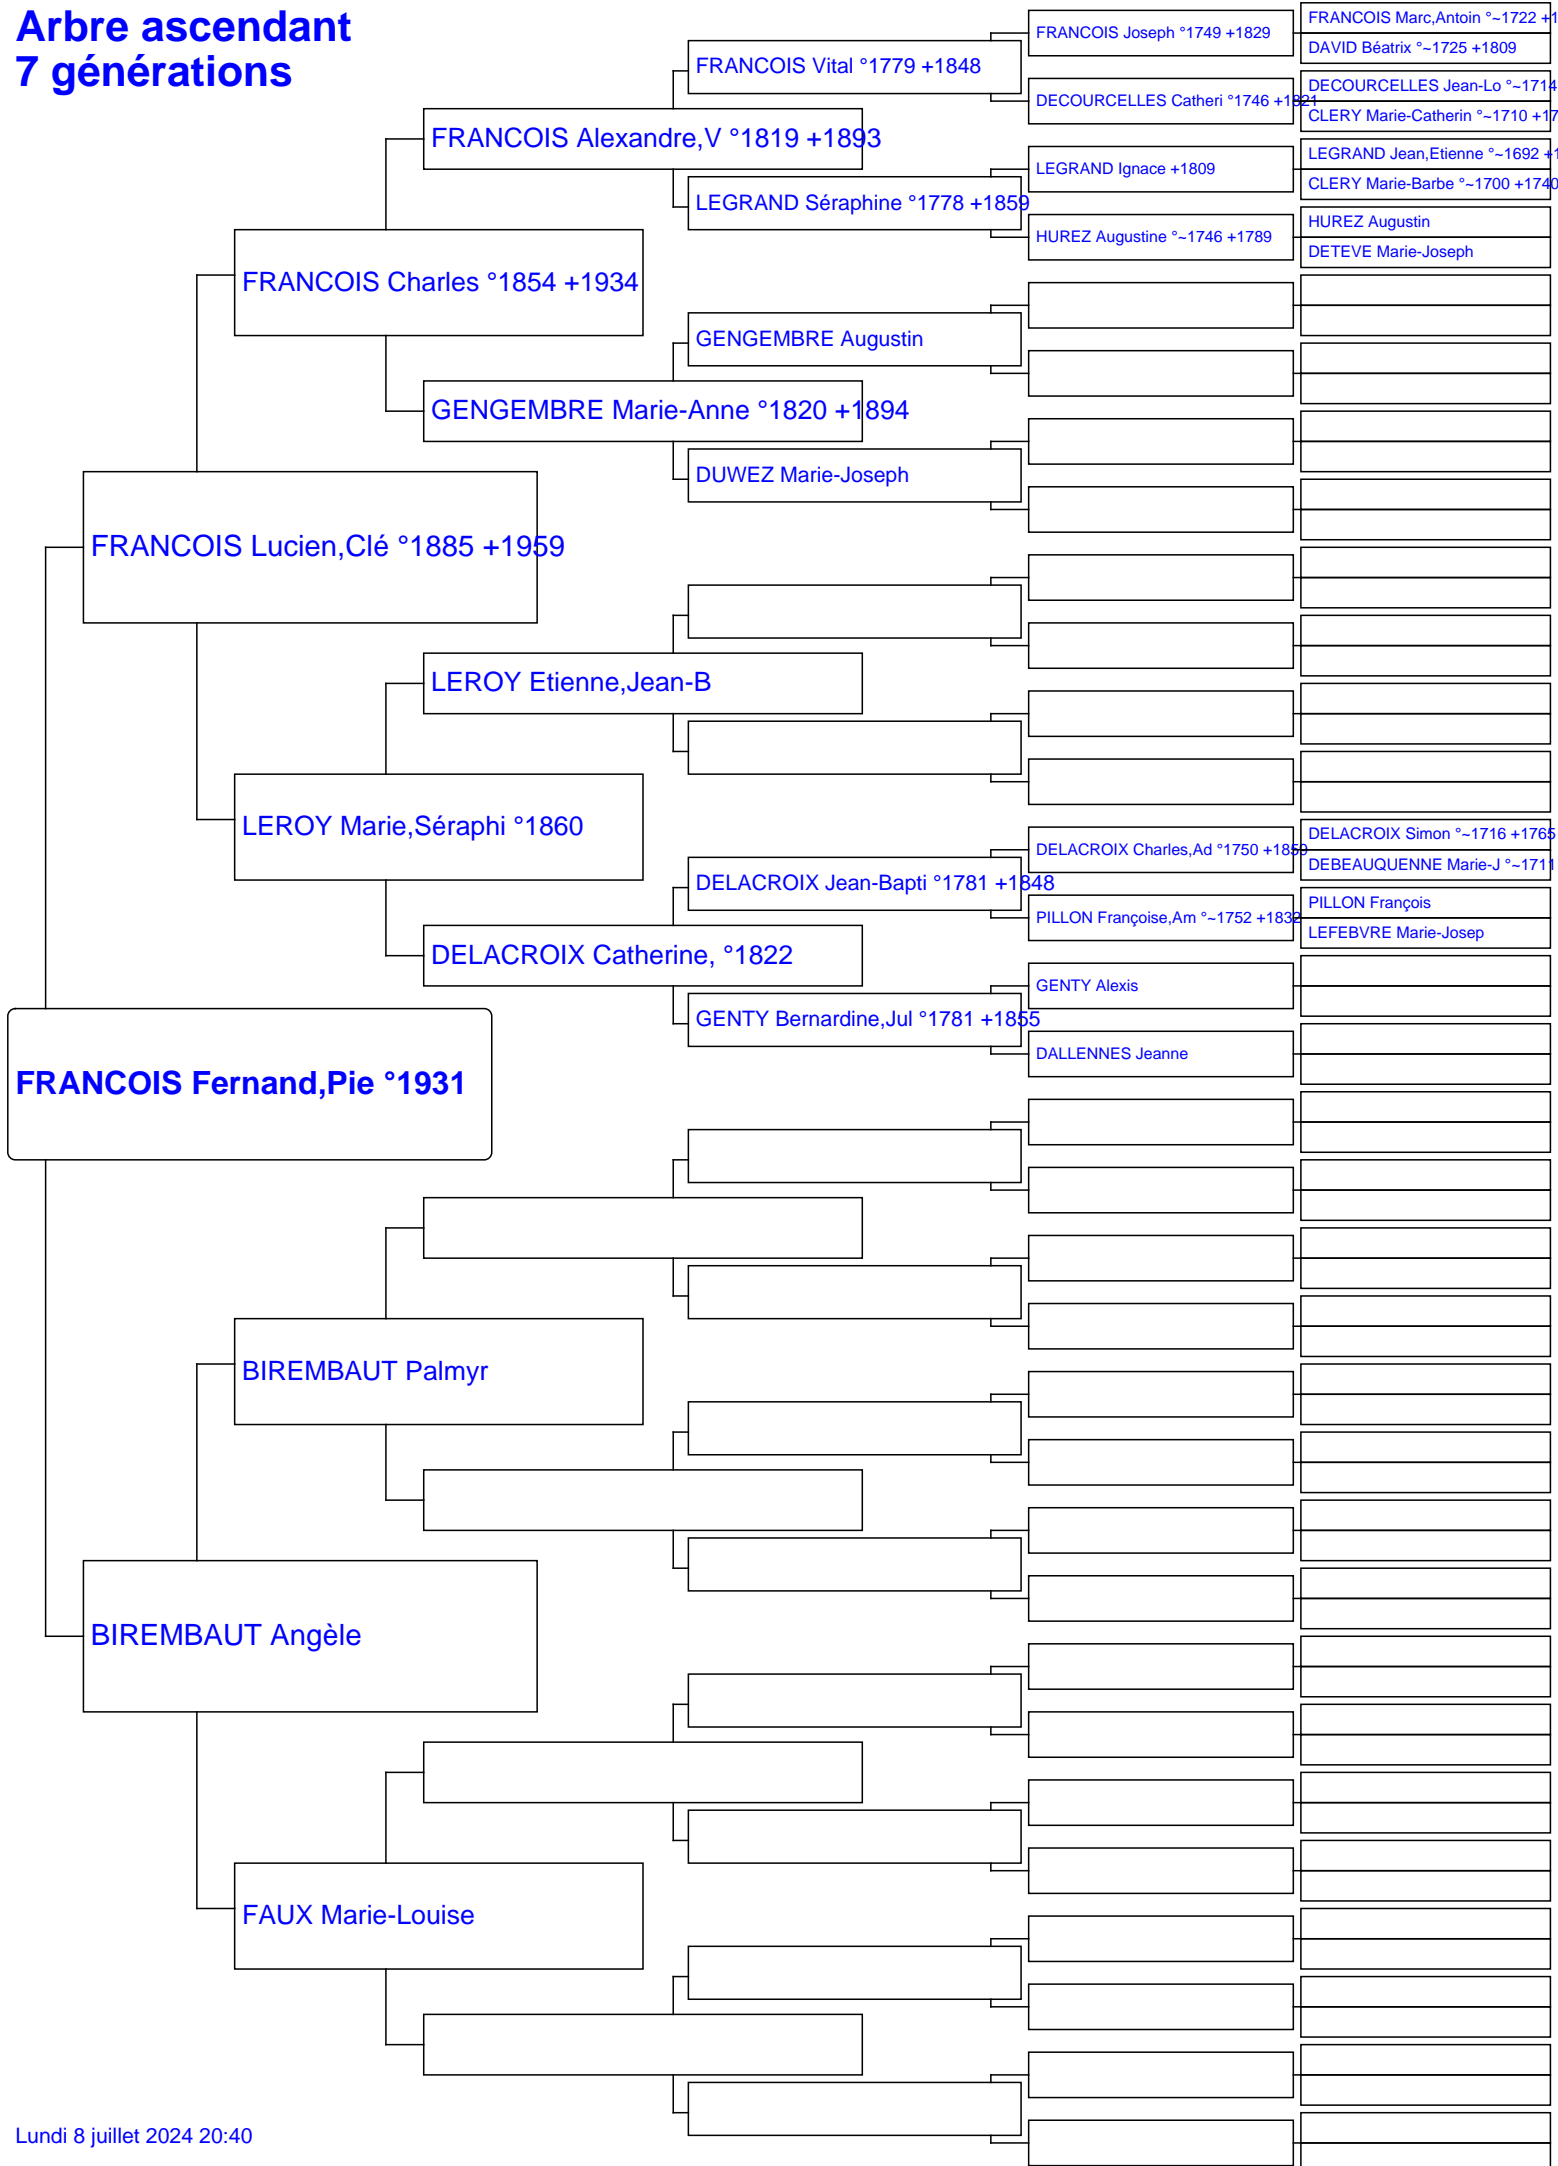 Arbre ascendant
7 générations
FRANCOIS Fernand,Pie °1931
FRANCOIS Lucien,Clé °1885 +1959
BIREMBAUT Angèle
FRANCOIS Charles °1854 +1934
LEROY Marie,Séraphi °1860
BIREMBAUT Palmyr
FAUX Marie-Louise
FRANCOIS Alexandre,V °1819 +1893
GENGEMBRE Marie-Anne °1820 +1894
LEROY Etienne,Jean-B
DELACROIX Catherine, °1822
FRANCOIS Vital °1779 +1848
LEGRAND Séraphine °1778 +1859
GENGEMBRE Augustin
DUWEZ Marie-Joseph
DELACROIX Jean-Bapti °1781 +1848
GENTY Bernardine,Jul °1781 +1855
FRANCOIS Joseph °1749 +1829
DECOURCELLES Catheri °1746 +1821
LEGRAND Ignace +1809
HUREZ Augustine °~1746 +1789
DELACROIX Charles,Ad °1750 +1859
PILLON Françoise,Am °~1752 +1832
GENTY Alexis
DALLENNES Jeanne
FRANCOIS Marc,Antoin °~1722 +1
DAVID Béatrix °~1725 +1809
DECOURCELLES Jean-Lo °~1714
CLERY Marie-Catherin °~1710 +17
LEGRAND Jean,Etienne °~1692 +1
CLERY Marie-Barbe °~1700 +1740
HUREZ Augustin
DETEVE Marie-Joseph
DELACROIX Simon °~1716 +1765
DEBEAUQUENNE Marie-J °~1711
PILLON François
LEFEBVRE Marie-Josep
Lundi 8 juillet 2024 20:40